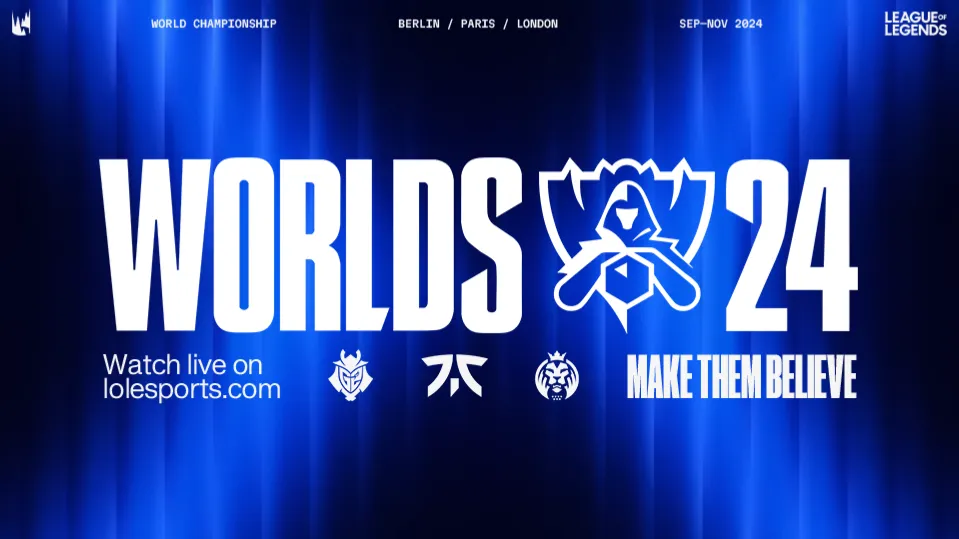 WORLD CHAMPIONSHIP
BERLIN / PARIS / LONDON
SEP—NOV 2024
LEAGUE OF
LEGENDS
WORLDS 24
Watch live on
lolesports.com
G2
MAKE THEM BELIEVE